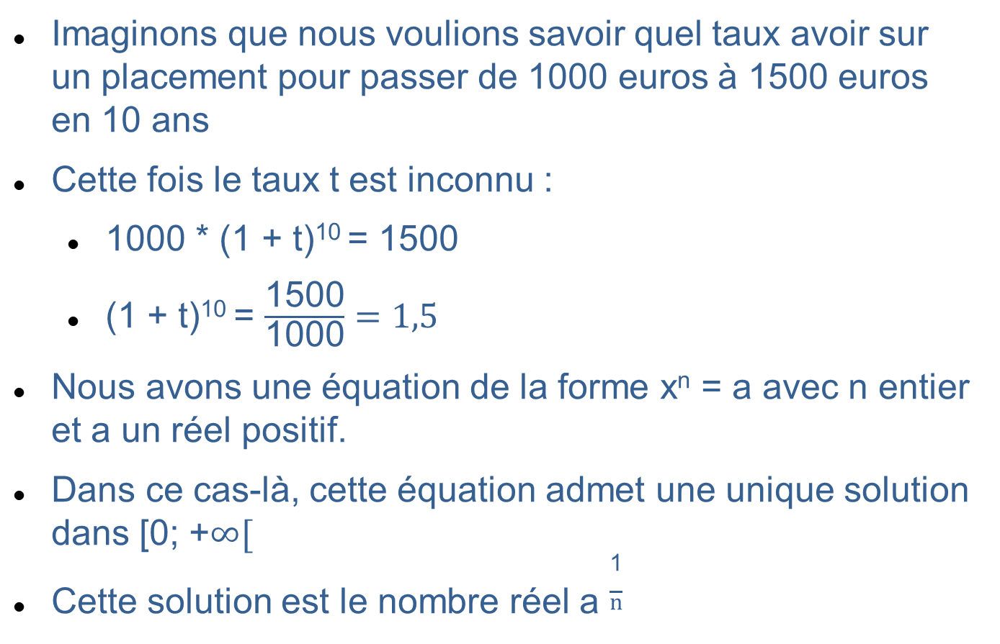 • Imaginons que nous voulions savoir quel taux avoir sur
un placement pour passer de 1000 euros à 1500 euros
en 10 ans
• Cette fois le taux t est inconnu :
• 1000 * (1 + t)¹⁰ = 1500
• (1 + t)¹⁰ = 1500/1000 = 1,5
• Nous avons une équation de la forme xⁿ = a avec n entier
et a un réel positif.
• Dans ce cas-là, cette équation admet une unique solution
dans [0; +∞[
• Cette solution est le nombre réel a 1/n